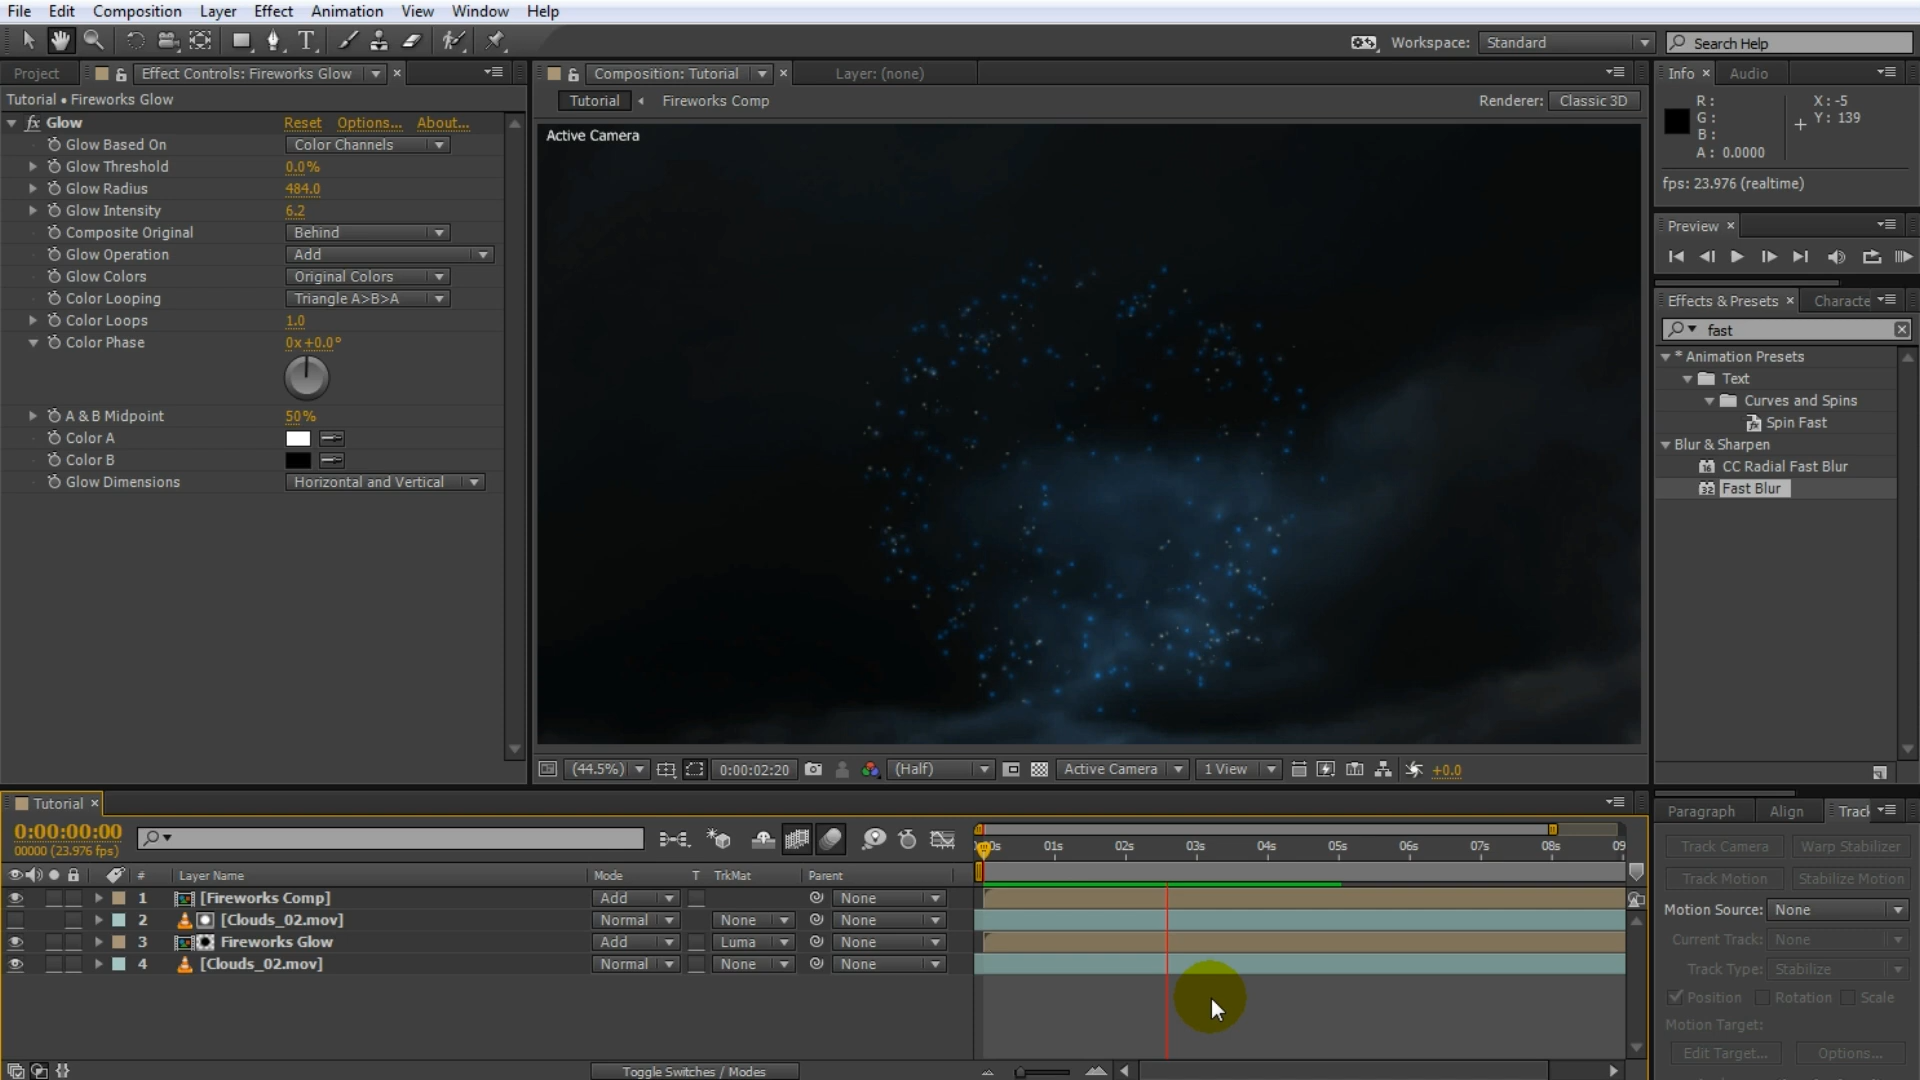 File Edit Composition Layer Effect Animation View Window Help
Workspace: Standard Search Help
Project Effect Controls: Fireworks Glow
Tutorial • Fireworks Glow
fx Glow Reset Options... About...
Glow Based On Color Channels
Glow Threshold 0.0%
Glow Radius 484.0
Glow Intensity 6.2
Composite Original Behind
Glow Operation Add
Glow Colors Original Colors
Color Looping Triangle A>B>A
Color Loops 1.0
Color Phase 0x+0.0°
A & B Midpoint 50%
Color A
Color B
Glow Dimensions Horizontal and Vertical
Composition: Tutorial Layer: (none)
Tutorial Fireworks Comp Renderer: Classic 3D
Active Camera
(44.5%) 0:00:02:20 (Half) Active Camera 1 View +0.0
Info Audio
R: X: -5
G: Y: 139
B:
A: 0.0000
fps: 23.976 (realtime)
Preview
Effects & Presets Characte
fast
* Animation Presets
Text
Curves and Spins
Spin Fast
Blur & Sharpen
16 CC Radial Fast Blur
32 Fast Blur
Tutorial
0:00:00:00
00000 (23.976 fps)
01s 02s 03s 04s 05s 06s 07s 08s 09
# Layer Name Mode T TrkMat Parent
1 [Fireworks Comp] Add None
2 [Clouds_02.mov] Normal None None
3 Fireworks Glow Add Luma None
4 [Clouds_02.mov] Normal None None
Toggle Switches / Modes
Paragraph Align Track
Track Camera Warp Stabilizer
Track Motion Stabilize Motion
Motion Source: None
Current Track: None
Track Type: Stabilize
Position Rotation Scale
Motion Target:
Edit Target... Options...